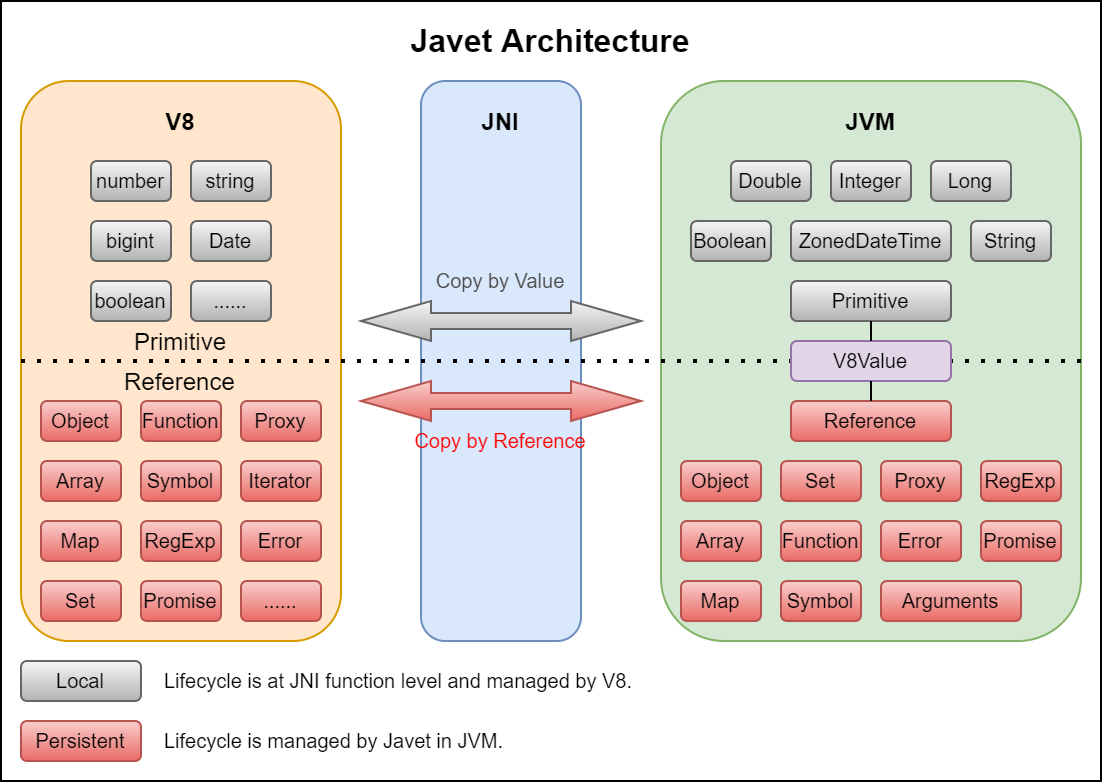 Javet Architecture
V8
JNI
JVM
number
string
Double
Integer
Long
bigint
Date
Boolean
ZonedDateTime
String
boolean
......
Copy by Value
Primitive
Primitive
V8Value
Reference
Object
Function
Proxy
Copy by Reference
Reference
Array
Symbol
Iterator
Object
Set
Proxy
RegExp
Map
RegExp
Error
Array
Function
Error
Promise
Set
Promise
......
Map
Symbol
Arguments
Local
Lifecycle is at JNI function level and managed by V8.
Persistent
Lifecycle is managed by Javet in JVM.